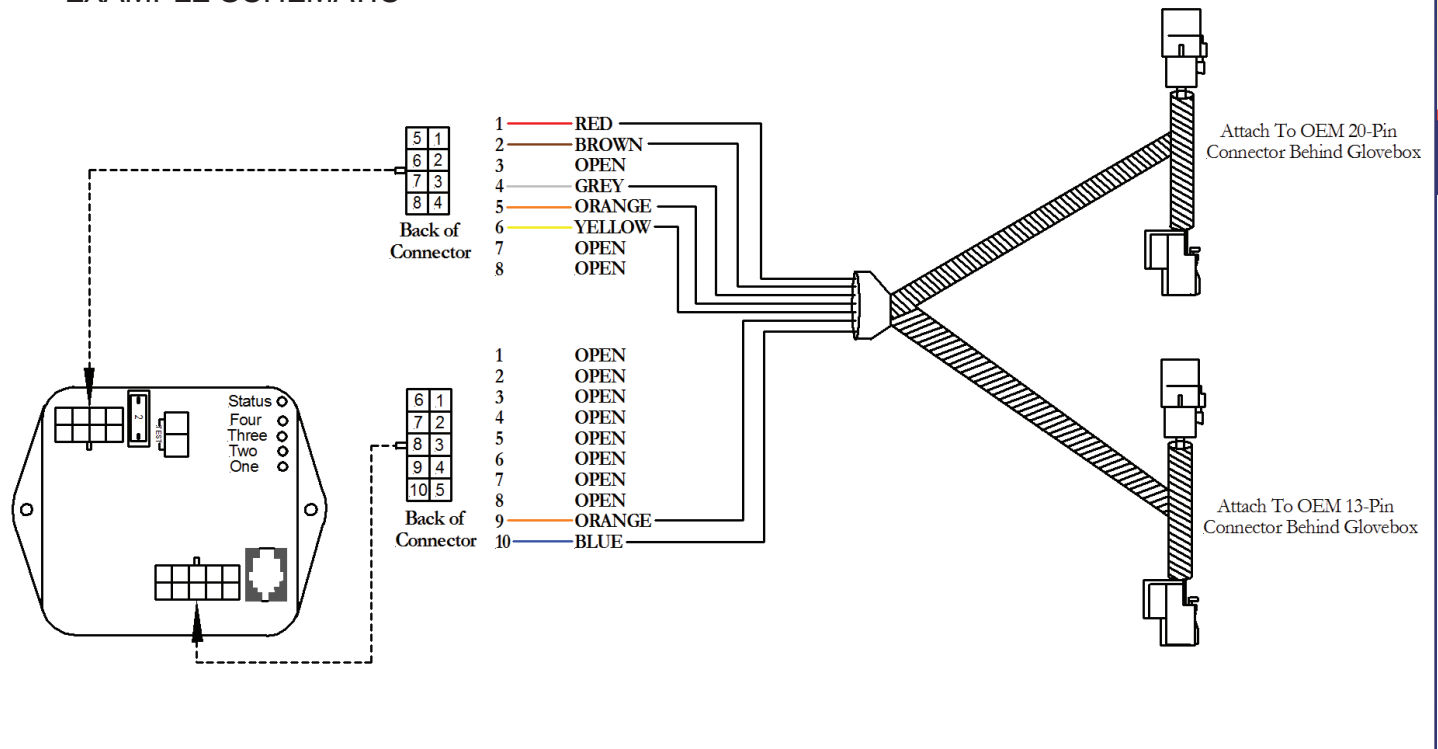 EXAMPLE SCHEMATIC
1 RED
2 BROWN
3 OPEN
4 GREY
5 ORANGE
6 YELLOW
7 OPEN
8 OPEN
5 1
6 2
7 3
8 4
Back of
Connector
Attach To OEM 20-Pin
Connector Behind Glovebox
1 OPEN
2 OPEN
3 OPEN
4 OPEN
5 OPEN
6 OPEN
7 OPEN
8 OPEN
9 ORANGE
10 BLUE
6 1
7 2
8 3
9 4
10 5
Back of
Connector
Status
Four
Three
Two
One
2
Attach To OEM 13-Pin
Connector Behind Glovebox